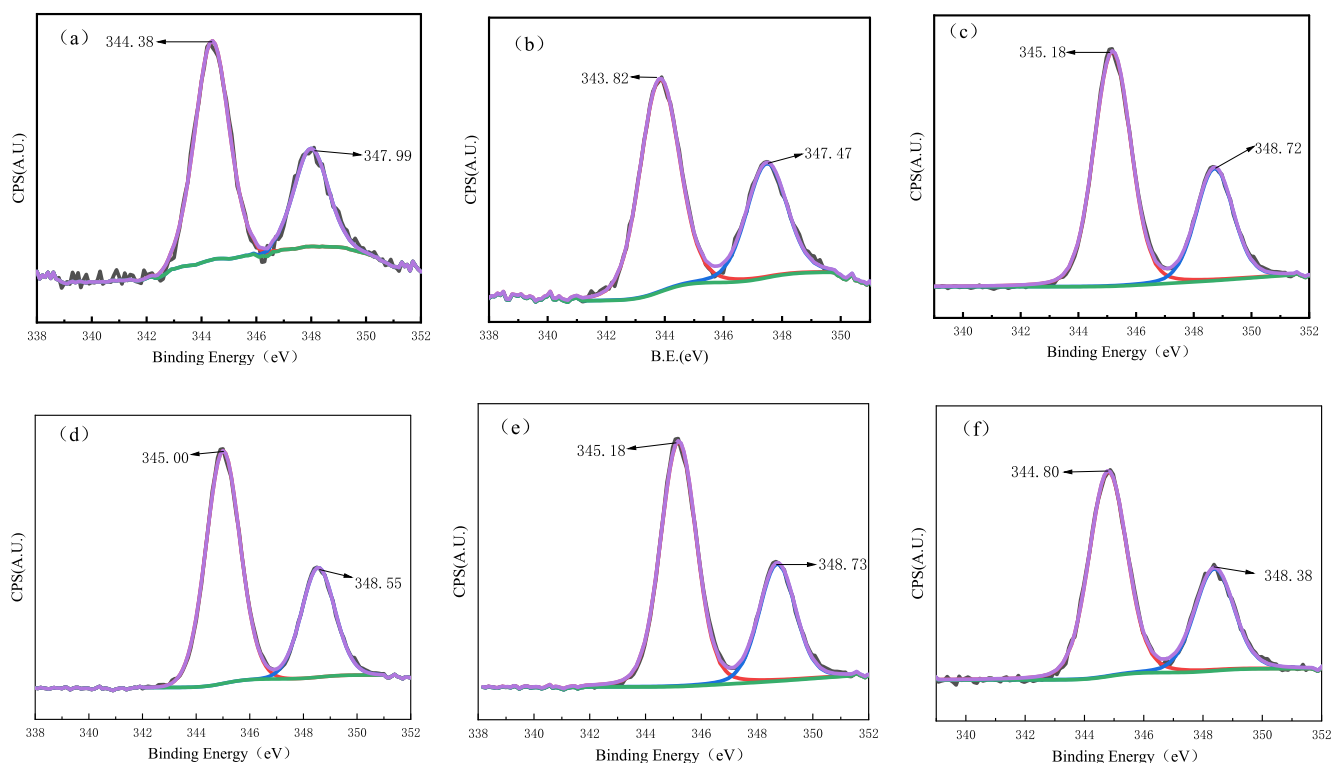 (a)
344.38
347.99
CPS(A.U.)
338 340 342 344 346 348 350 352
Binding Energy（eV）
(b)
343.82
347.47
CPS(A.U.)
338 340 342 344 346 348 350
B.E.(eV)
(c)
345.18
348.72
CPS(A.U.)
340 342 344 346 348 350 352
Binding Energy（eV）
(d)
345.00
348.55
CPS(A.U.)
338 340 342 344 346 348 350 352
Binding Energy（eV）
(e)
345.18
348.73
CPS(A.U.)
338 340 342 344 346 348 350 352
Binding Energy（eV）
(f)
344.80
348.38
CPS(A.U.)
340 342 344 346 348 350 352
Binding Energy（eV）